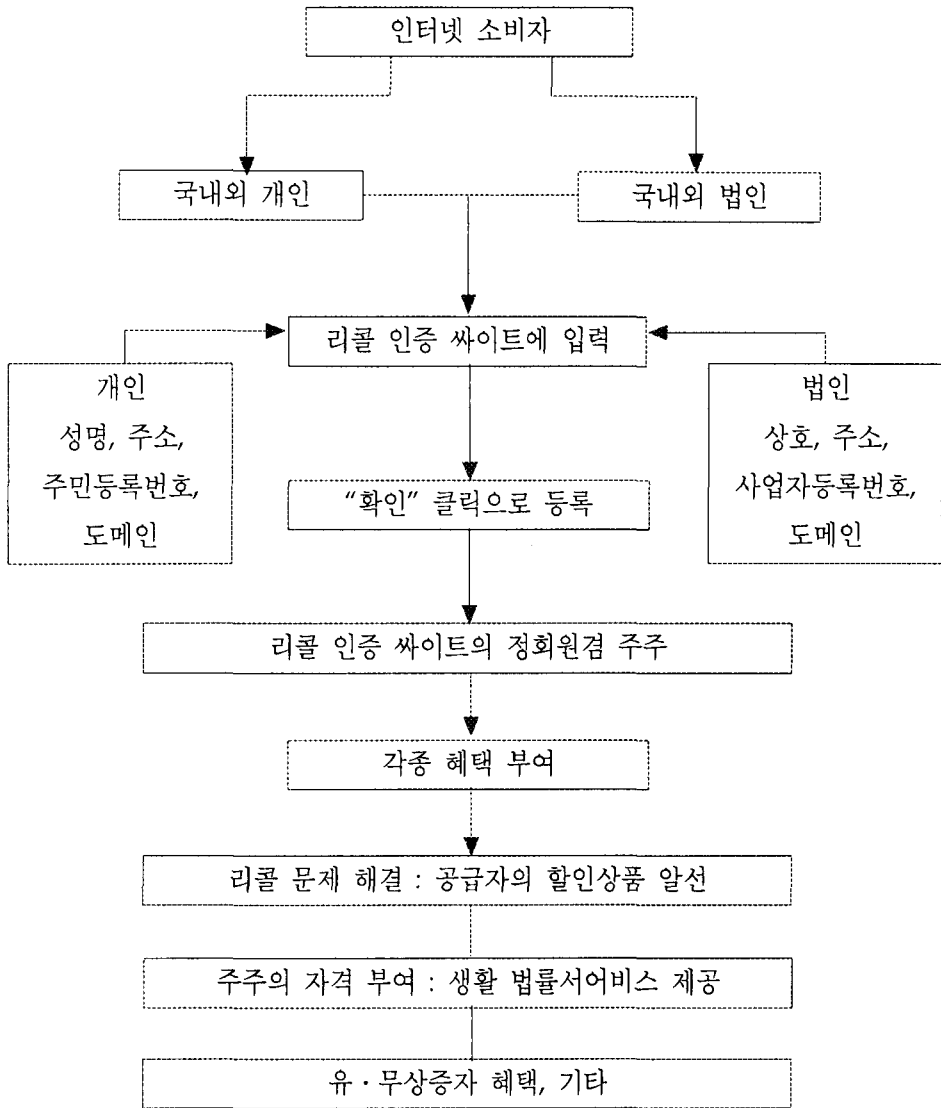 인터넷 소비자
국내외 개인
국내외 법인
리콜 인증 싸이트에 입력
개인
성명, 주소,
주민등록번호,
도메인
법인
상호, 주소,
사업자등록번호,
도메인
“확인” 클릭으로 등록
리콜 인증 싸이트의 정회원겸 주주
각종 혜택 부여
리콜 문제 해결 : 공급자의 할인상품 알선
주주의 자격 부여 : 생활 법률서어비스 제공
유 · 무상증자 혜택, 기타